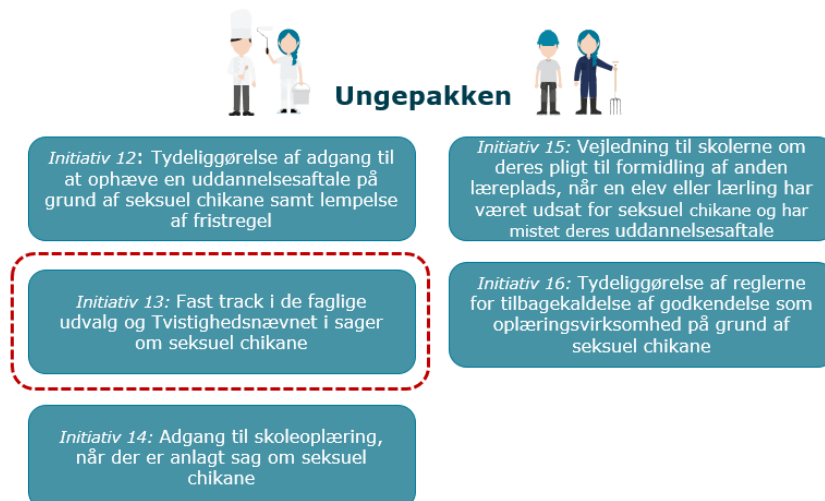 Ungepakken
Initiativ 12: Tydeliggørelse af adgang til
at ophæve en uddannelsesaftale på
grund af seksuel chikane samt lempelse
af fristregel
Initiativ 13: Fast track i de faglige
udvalg og Tvistighedsnævnet i sager
om seksuel chikane
Initiativ 14: Adgang til skoleoplæring,
når der er anlagt sag om seksuel
chikane
Initiativ 15: Vejledning til skolerne om
deres pligt til formidling af anden
læreplads, når en elev eller lærling har
været udsat for seksuel chikane og har
mistet deres uddannelsesaftale
Initiativ 16: Tydeliggørelse af reglerne
for tilbagekaldelse af godkendelse som
oplæringsvirksomhed på grund af
seksuel chikane